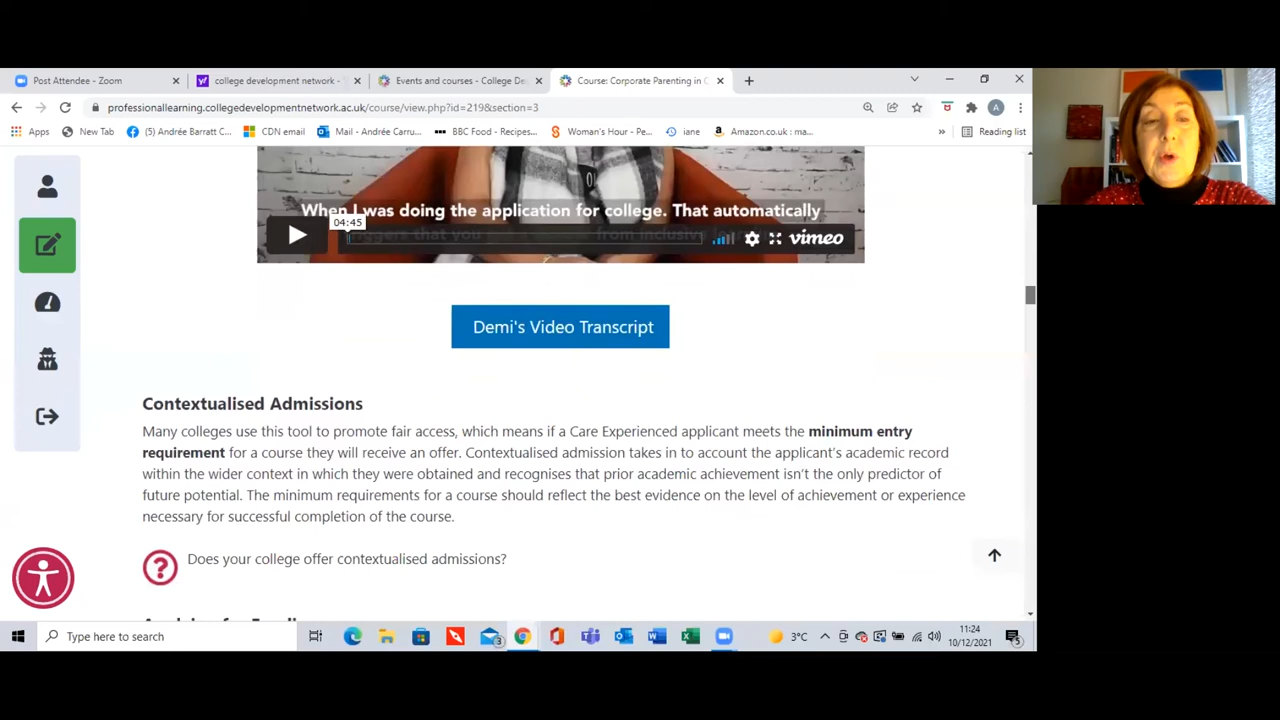 Post Attendee - Zoom
college development network -
Events and courses - College De
Course: Corporate Parenting in C
professionallearning.collegedevelopmentnetwork.ac.uk/course/view.php?id=219&section=3
A
Apps
New Tab
(5) Andrée Barratt C...
CDN email
Mail - Andrée Carru...
BBC Food - Recipes...
Woman's Hour - Pe...
iane
Amazon.co.uk : ma...
»
Reading list
When I was doing the application for college. That automatically
triggers that you from inclusive
04:45
vimeo
Demi's Video Transcript
Contextualised Admissions
Many colleges use this tool to promote fair access, which means if a Care Experienced applicant meets the minimum entry
requirement for a course they will receive an offer. Contextualised admission takes in to account the applicant's academic record
within the wider context in which they were obtained and recognises that prior academic achievement isn't the only predictor of
future potential. The minimum requirements for a course should reflect the best evidence on the level of achievement or experience
necessary for successful completion of the course.
? Does your college offer contextualised admissions?
Type here to search
3
3°C
11:24
10/12/2021
5